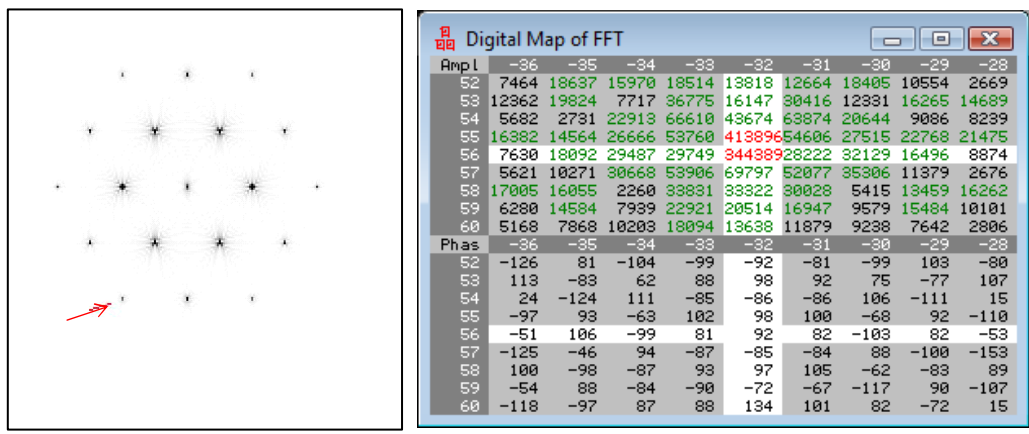 Digital Map of FFT
Ampl -36 -35 -34 -33 -32 -31 -30 -29 -28
52 7464 18637 15970 18514 13818 12664 18405 10554 2669
53 12362 19824 7717 36775 16147 30416 12331 16265 14689
54 5682 2731 22913 66610 43674 63874 20644 9086 8239
55 16382 14564 26666 53760 413896 54606 27515 22768 21475
56 7630 18092 29487 29749 344389 28222 32129 16496 8874
57 5621 10271 30668 53906 69797 52077 35306 11379 2676
58 17005 16055 2260 33831 33322 30028 5415 13459 16262
59 6280 14584 7939 22921 20514 16947 9579 15484 10101
60 5168 7868 10203 18094 13638 11879 9238 7642 2806
Phas -36 -35 -34 -33 -32 -31 -30 -29 -28
52 -126 81 -104 -99 -92 -81 -99 103 -80
53 113 -83 62 88 98 92 75 -77 107
54 24 -124 111 -85 -86 -86 106 -111 15
55 -97 93 -63 102 98 100 -68 92 -110
56 -51 106 -99 81 92 82 -103 82 -53
57 -125 -46 94 -87 -85 -84 88 -100 -153
58 100 -98 -87 93 97 105 -62 -83 89
59 -54 88 -84 -90 -72 -67 -117 90 -107
60 -118 -97 87 88 134 101 82 -72 15